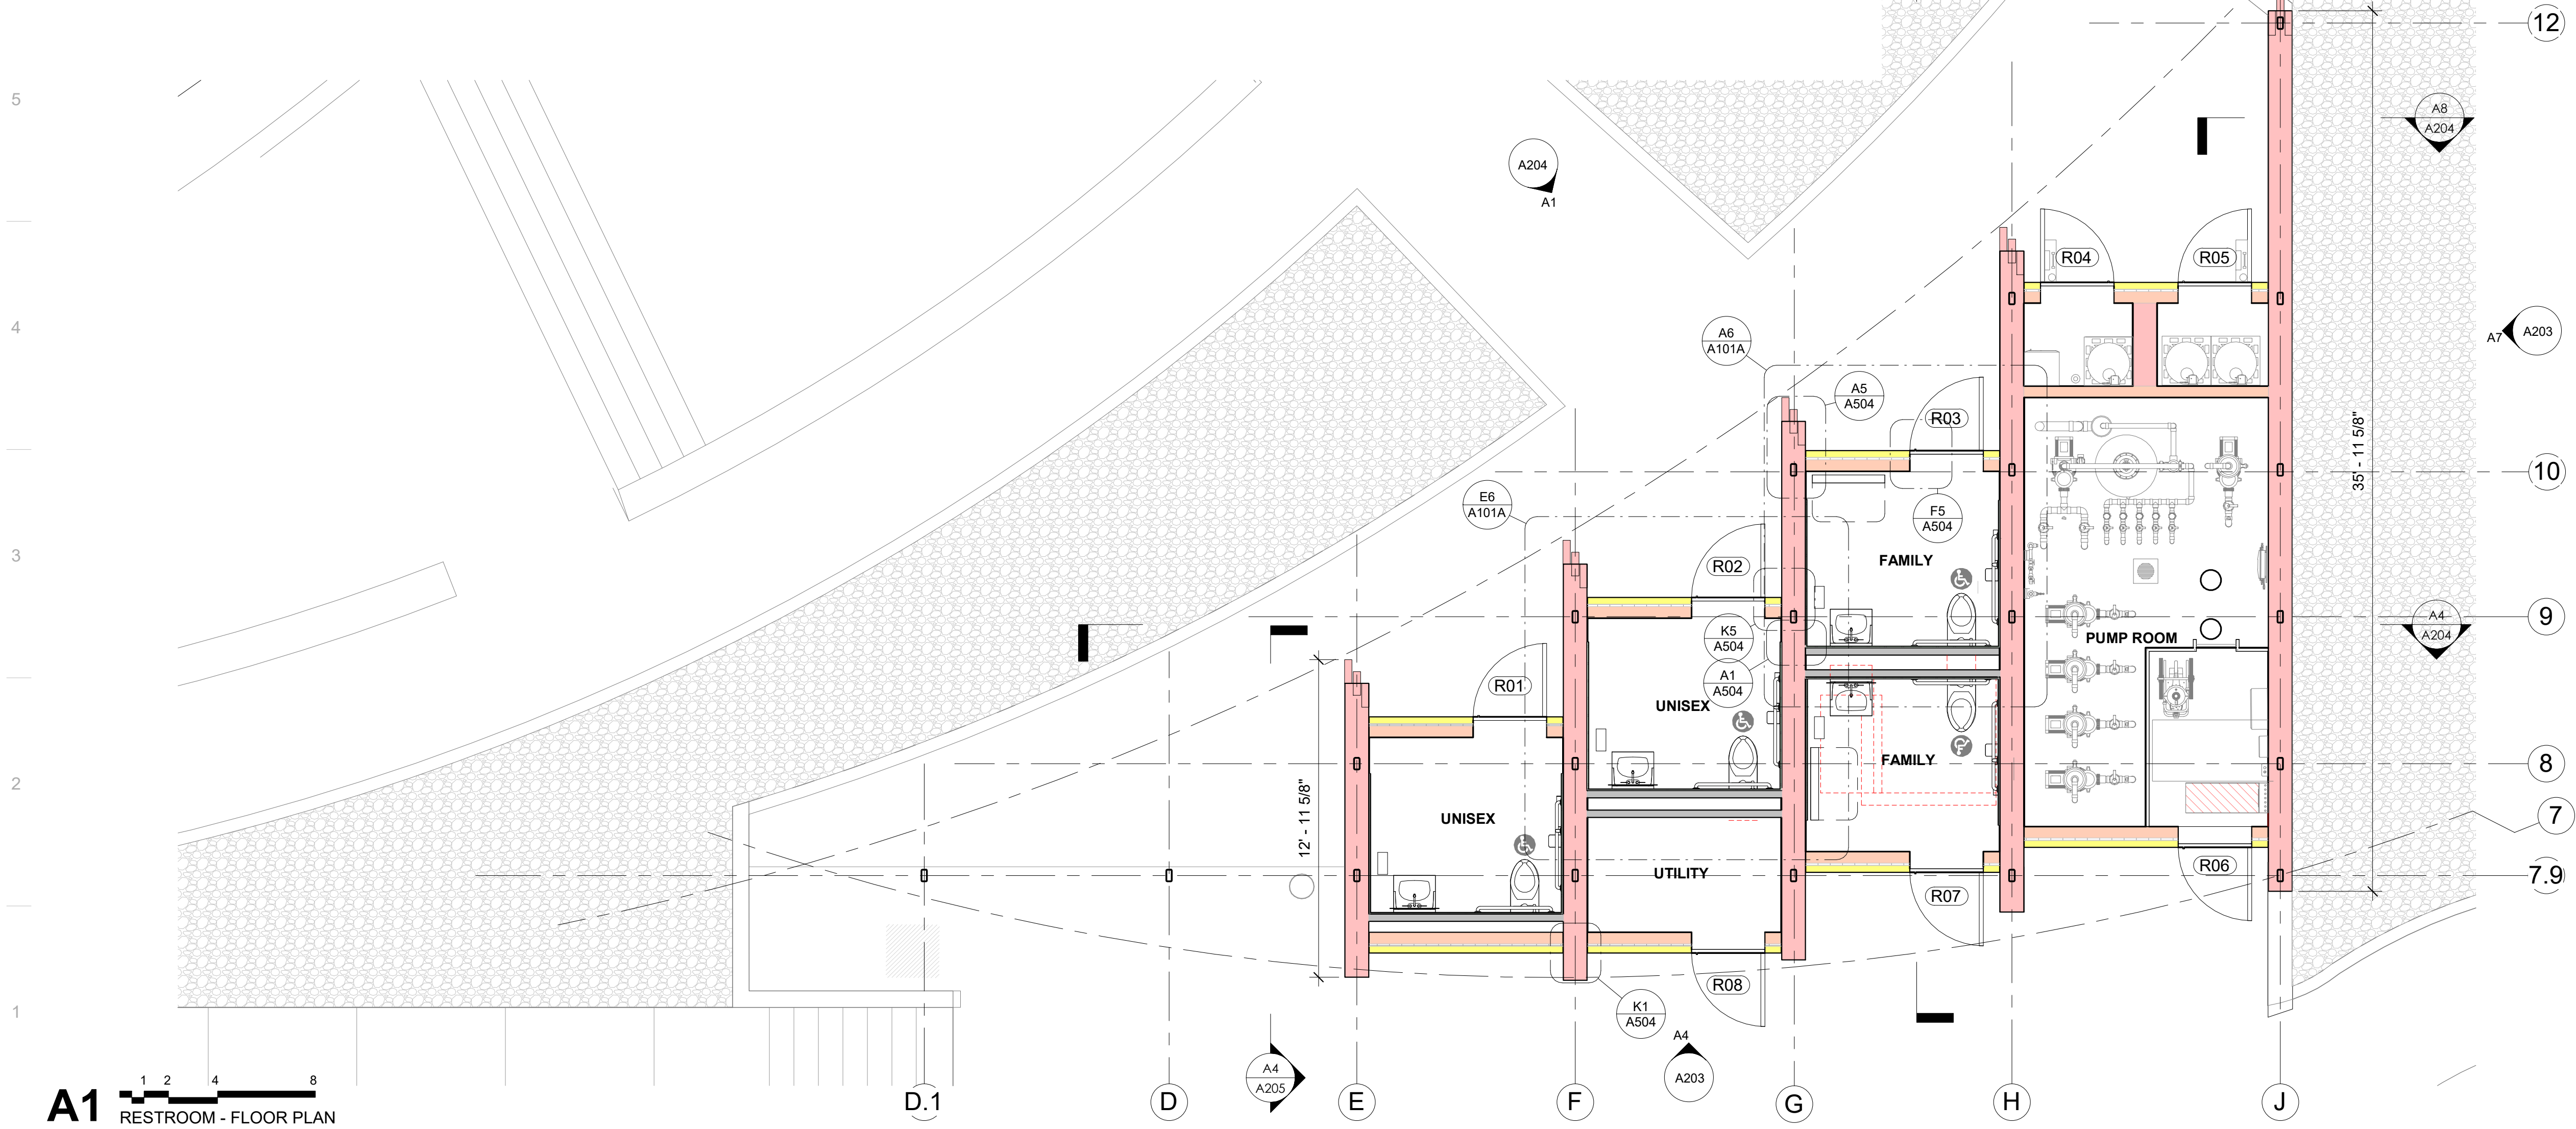 12
5
A8
A204
A204
A1
R04
R05
4
A6
A101A
A7
A203
A5
A504
R03
35' - 11 5/8"
10
E6
A101A
F5
A504
3
FAMILY
R02
9
K5
A504
A4
A204
PUMP ROOM
A1
A504
R01
UNISEX
8
2
FAMILY
12' - 11 5/8"
UNISEX
7
UTILITY
7.9
R06
R07
R08
1
K1
A504
A4
A203
A4
A205
A1
1 2 4 8
RESTROOM - FLOOR PLAN
D.1
D
E
F
G
H
J